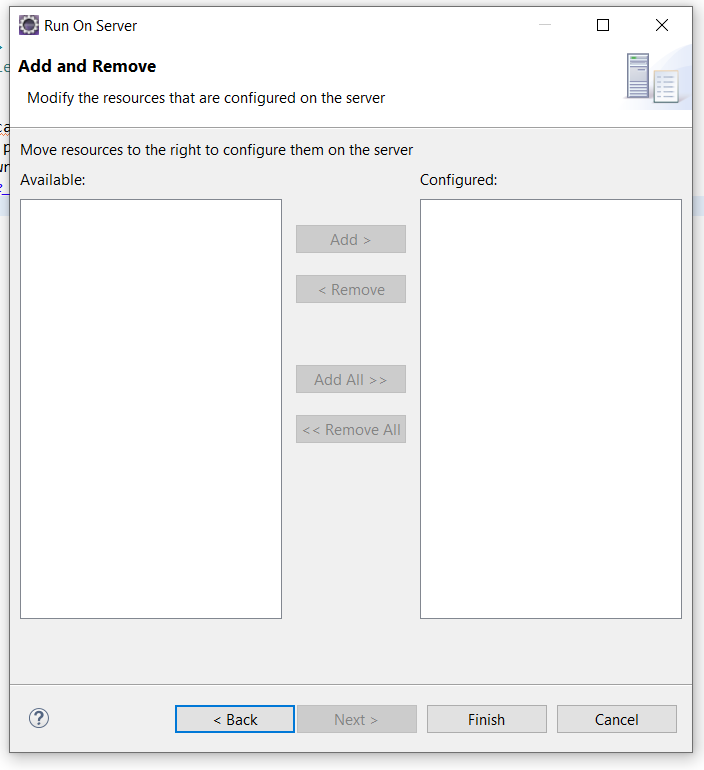 Run On Server
Add and Remove
Modify the resources that are configured on the server
Move resources to the right to configure them on the server
Available:
Configured:
Add >
< Remove
Add All >>
<< Remove All
?
< Back
Next >
Finish
Cancel